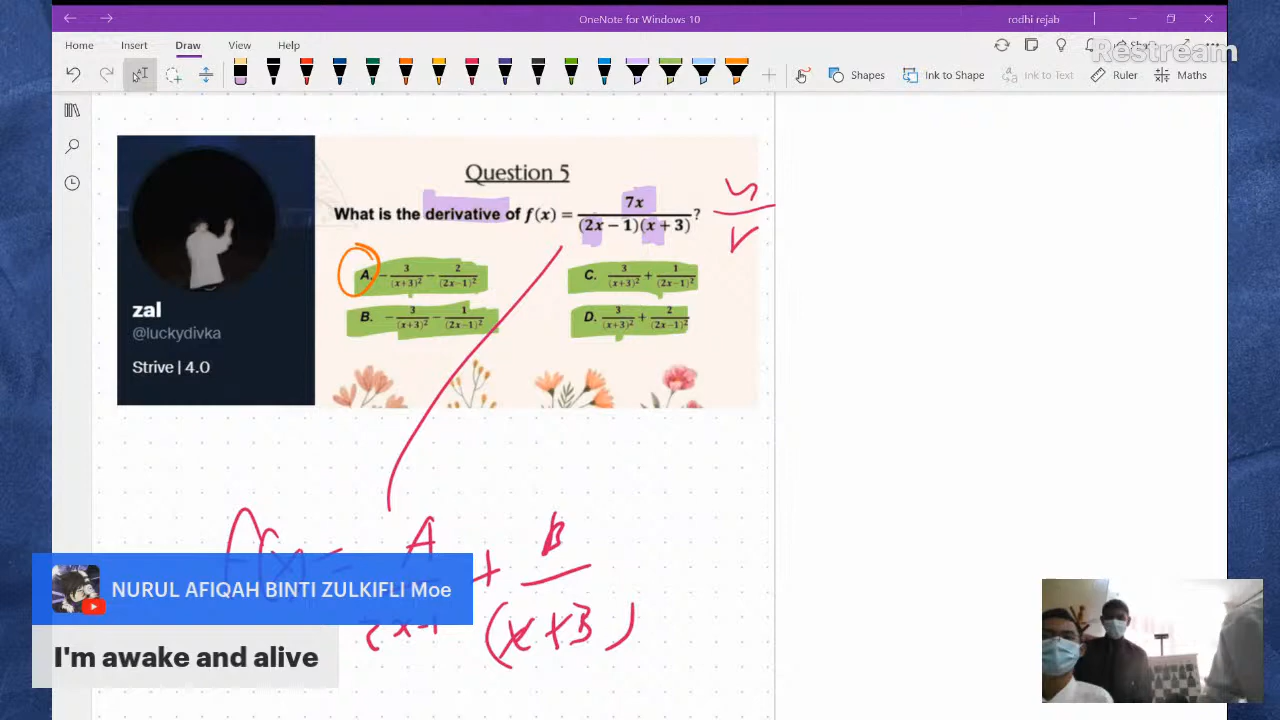 OneNote for Windows 10
rodhi rejab
Restream
Home Insert Draw View Help
Shapes Ink to Shape Ink to Text Ruler Maths
Question 5
What is the derivative of f(x) = 7x / (2x − 1)(x + 3) ?
A. − 3/(x+3)² − 2/(2x−1)²
C. 3/(x+3)² + 1/(2x−1)²
B. − 3/(x+3)² − 1/(2x−1)²
D. 3/(x+3)² + 2/(2x−1)²
zal
@luckydivka
Strive | 4.0
A / 2x-1 + B / (x+3)
NURUL AFIQAH BINTI ZULKIFLI Moe
I'm awake and alive